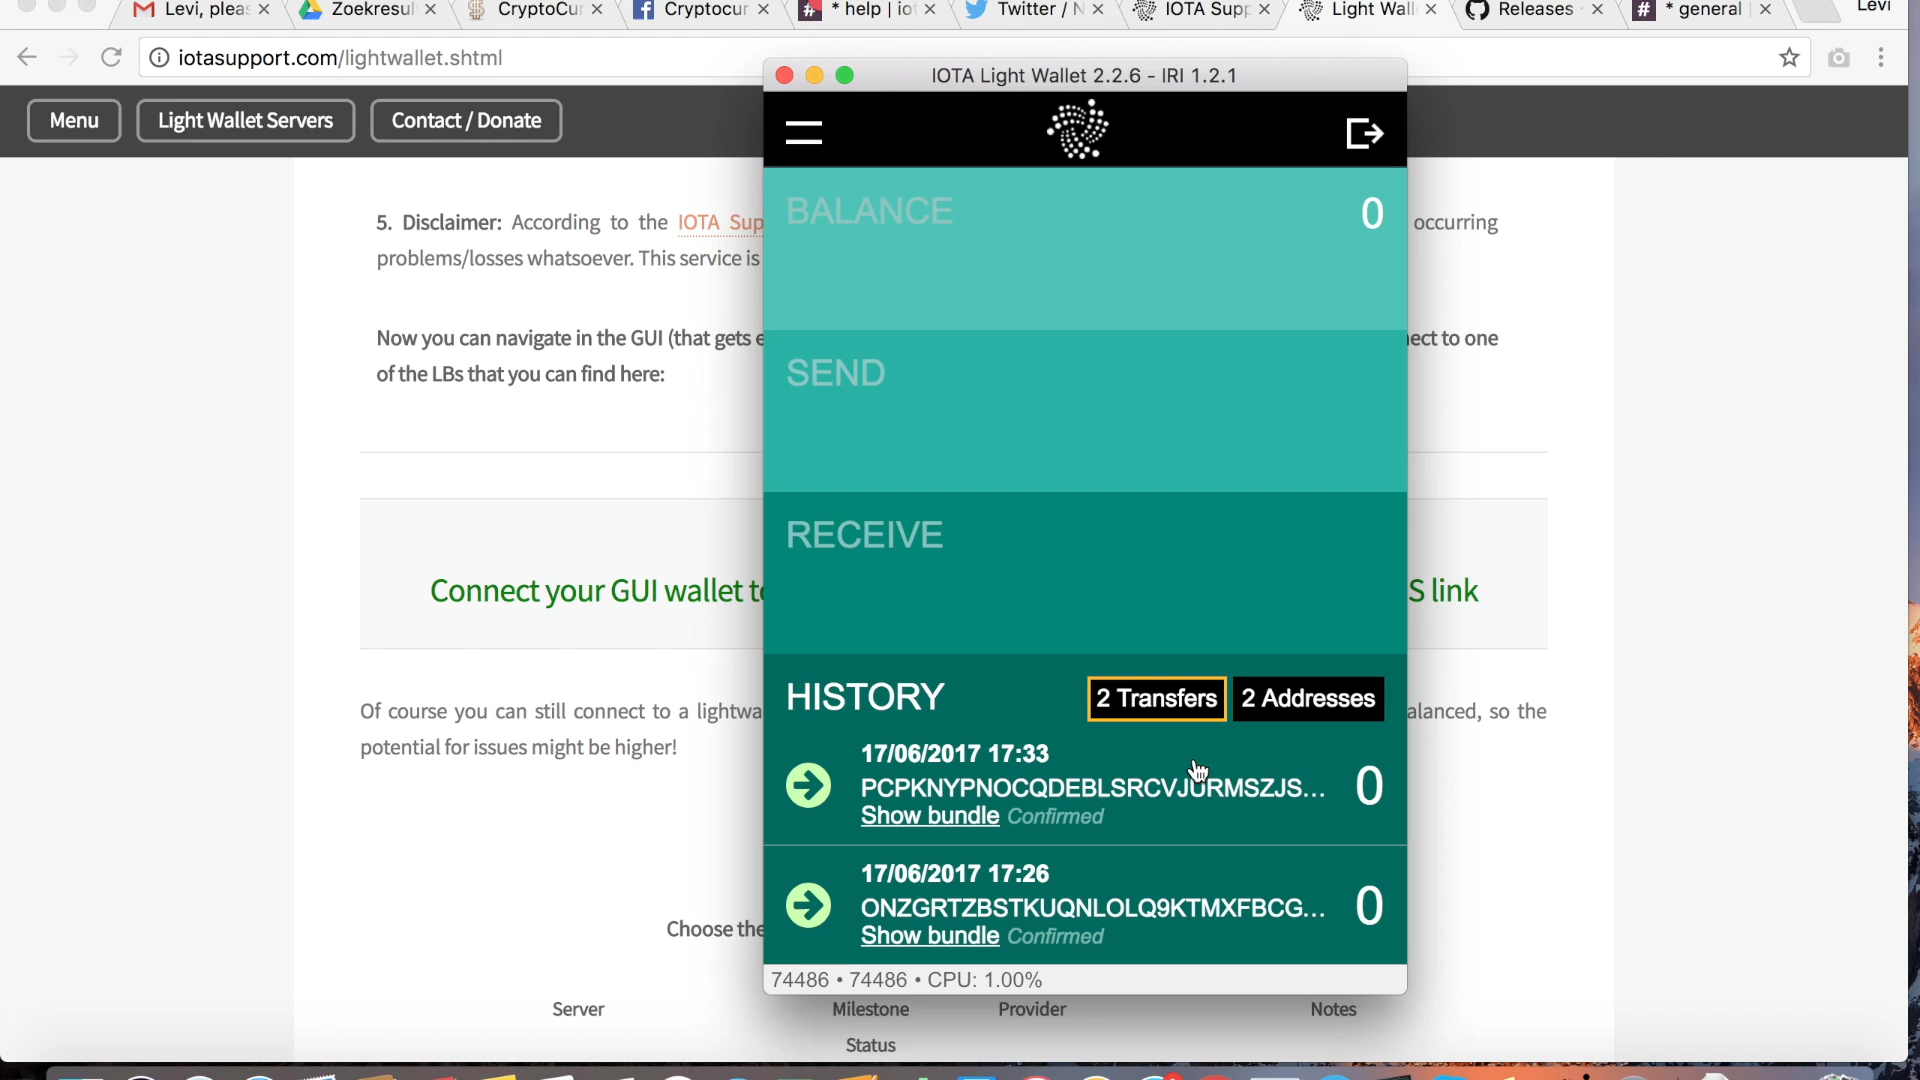 Levi, pleas
Zoekresul
CryptoCur
Cryptocur
* help | iot
Twitter / N
IOTA Supp
Light Wall
Releases
* general
Levi
iotasupport.com/lightwallet.shtml
IOTA Light Wallet 2.2.6 - IRI 1.2.1
Menu
Light Wallet Servers
Contact / Donate
BALANCE 0
5. Disclaimer: According to the IOTA Sup
occurring
problems/losses whatsoever. This service is
Now you can navigate in the GUI (that gets e
ect to one
of the LBs that you can find here:
SEND
RECEIVE
Connect your GUI wallet to
S link
HISTORY 2 Transfers 2 Addresses
Of course you can still connect to a lightwa
alanced, so the
potential for issues might be higher!
17/06/2017 17:33
PCPKNYPNOCQDEBLSRCVJURMSZJS... 0
Show bundle Confirmed
17/06/2017 17:26
ONZGRTZBSTKUQNLOLQ9KTMXFBCG... 0
Show bundle Confirmed
Choose the
74486 • 74486 • CPU: 1.00%
Server Milestone Provider Notes
Status